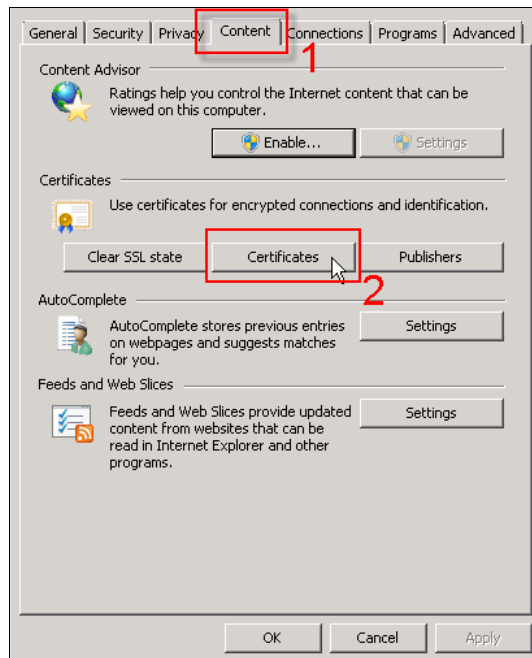 General Security Privacy Content Connections Programs Advanced
1
Content Advisor
Ratings help you control the Internet content that can be
viewed on this computer.
Enable... Settings
Certificates
Use certificates for encrypted connections and identification.
Clear SSL state Certificates Publishers
2
AutoComplete
AutoComplete stores previous entries
on webpages and suggests matches
for you.
Settings
Feeds and Web Slices
Feeds and Web Slices provide updated
content from websites that can be
read in Internet Explorer and other
programs.
Settings
OK Cancel Apply